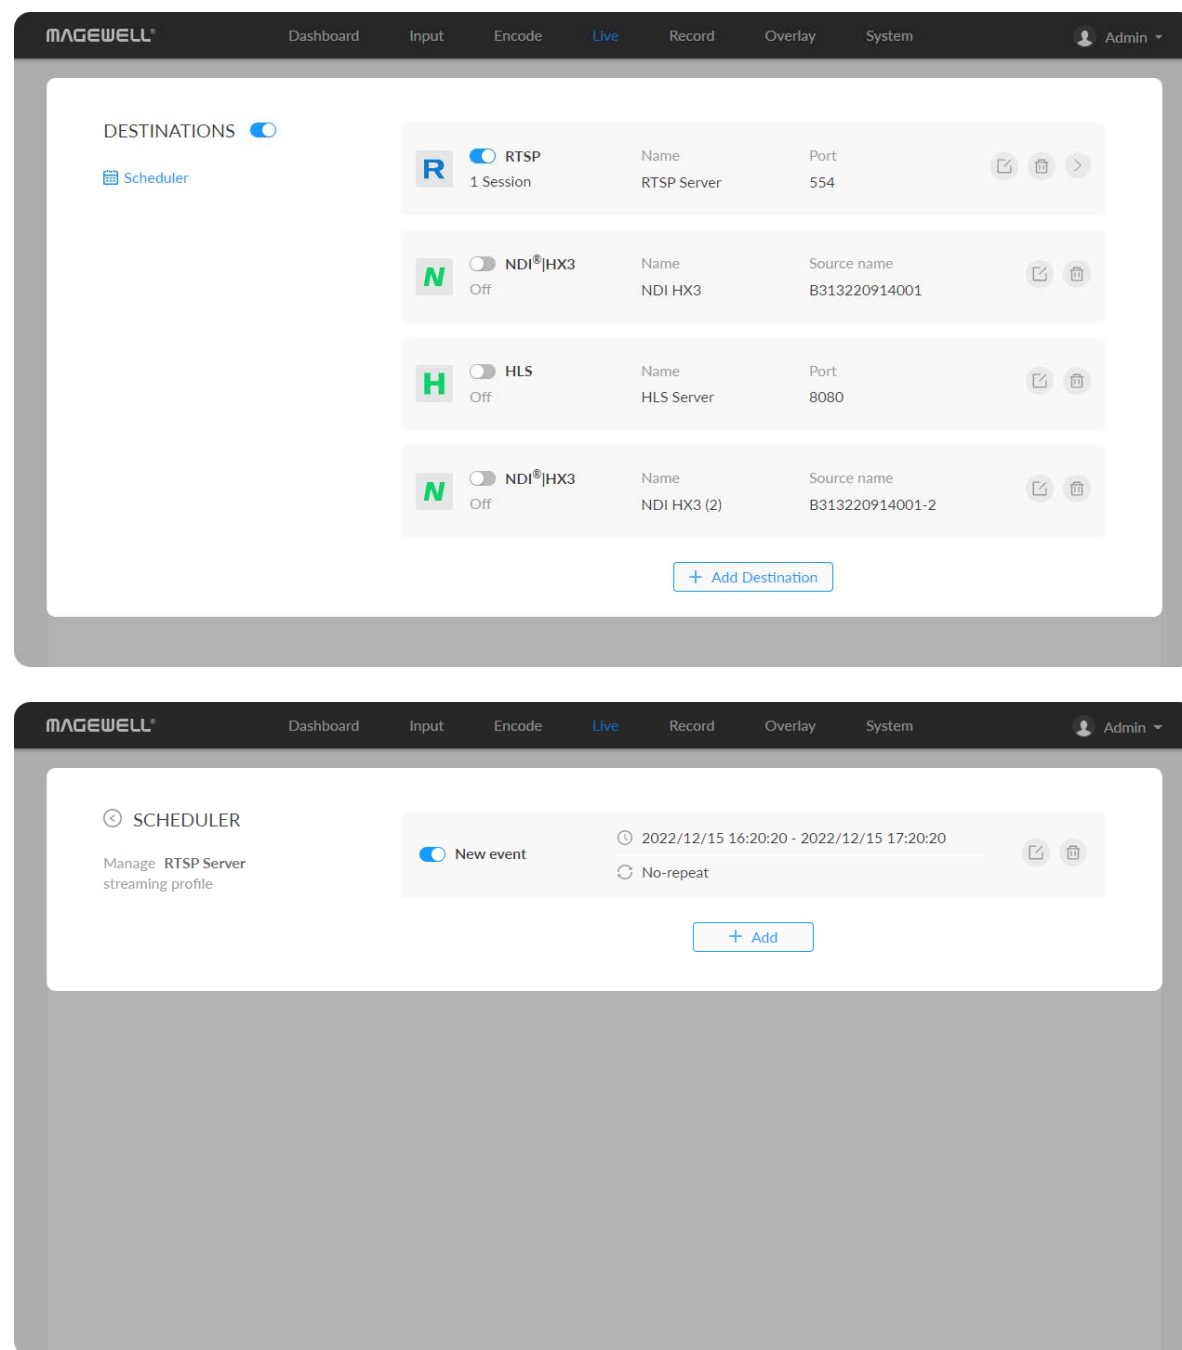 MAGEWELL®
Dashboard Input Encode Live Record Overlay System Admin
DESTINATIONS
Scheduler
R RTSP Name Port
1 Session RTSP Server 554
N NDI®|HX3 Name Source name
Off NDI HX3 B313220914001
H HLS Name Port
Off HLS Server 8080
N NDI®|HX3 Name Source name
Off NDI HX3 (2) B313220914001-2
+ Add Destination
MAGEWELL®
Dashboard Input Encode Live Record Overlay System Admin
SCHEDULER
Manage RTSP Server
streaming profile
New event
2022/12/15 16:20:20 - 2022/12/15 17:20:20
No-repeat
+ Add